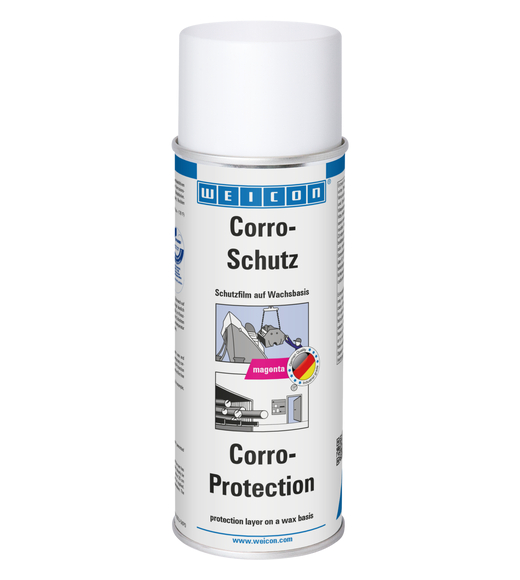 WEICON®
Corro-
Schutz
Schutzfilm auf Wachsbasis
magenta
Corro-
Protection
protection layer on a wax basis
www.weicon.com